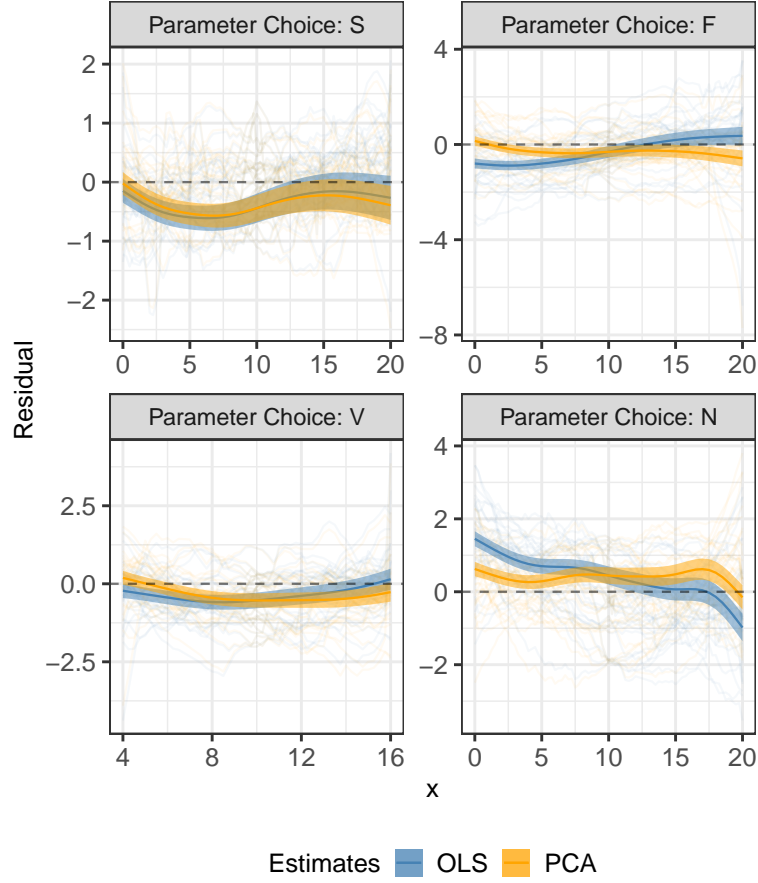 Parameter Choice: S
Parameter Choice: F
2
1
0
−1
−2
4
0
−4
−8
0 5 10 15 20
0 5 10 15 20
Residual
Parameter Choice: V
Parameter Choice: N
2.5
0.0
−2.5
4
2
0
−2
4 8 12 16
0 5 10 15 20
x
Estimates OLS PCA